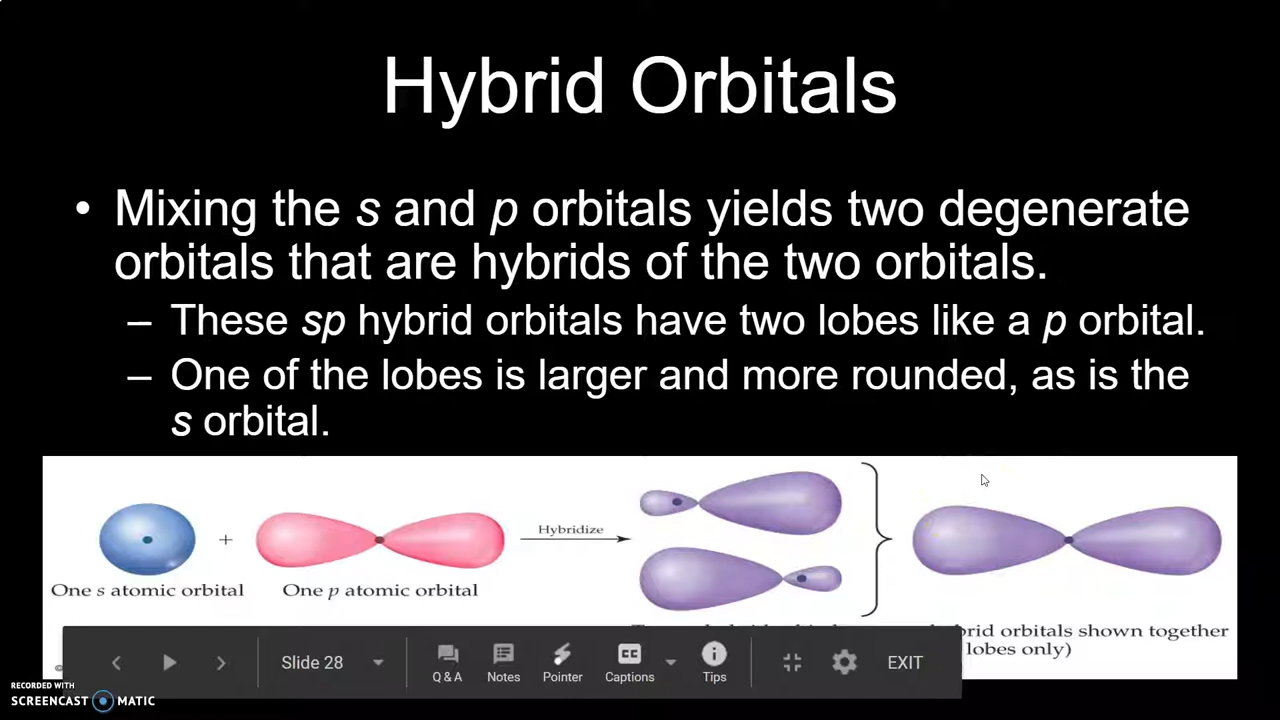 Hybrid Orbitals
• Mixing the s and p orbitals yields two degenerate
orbitals that are hybrids of the two orbitals.
– These sp hybrid orbitals have two lobes like a p orbital.
– One of the lobes is larger and more rounded, as is the
s orbital.
Hybridize
+
One s atomic orbital
One p atomic orbital
orbitals shown together
lobes only)
Slide 28
Q & A
Notes
Pointer
Captions
Tips
EXIT
RECORDED WITH
SCREENCAST MATIC